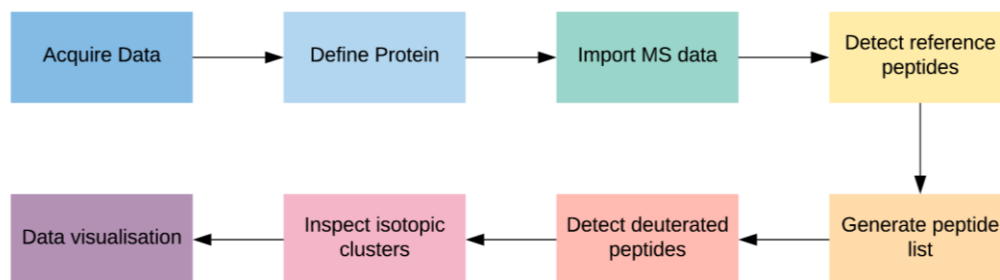 Acquire Data
Define Protein
Import MS data
Detect reference
peptides
Generate peptide
list
Detect deuterated
peptides
Inspect isotopic
clusters
Data visualisation